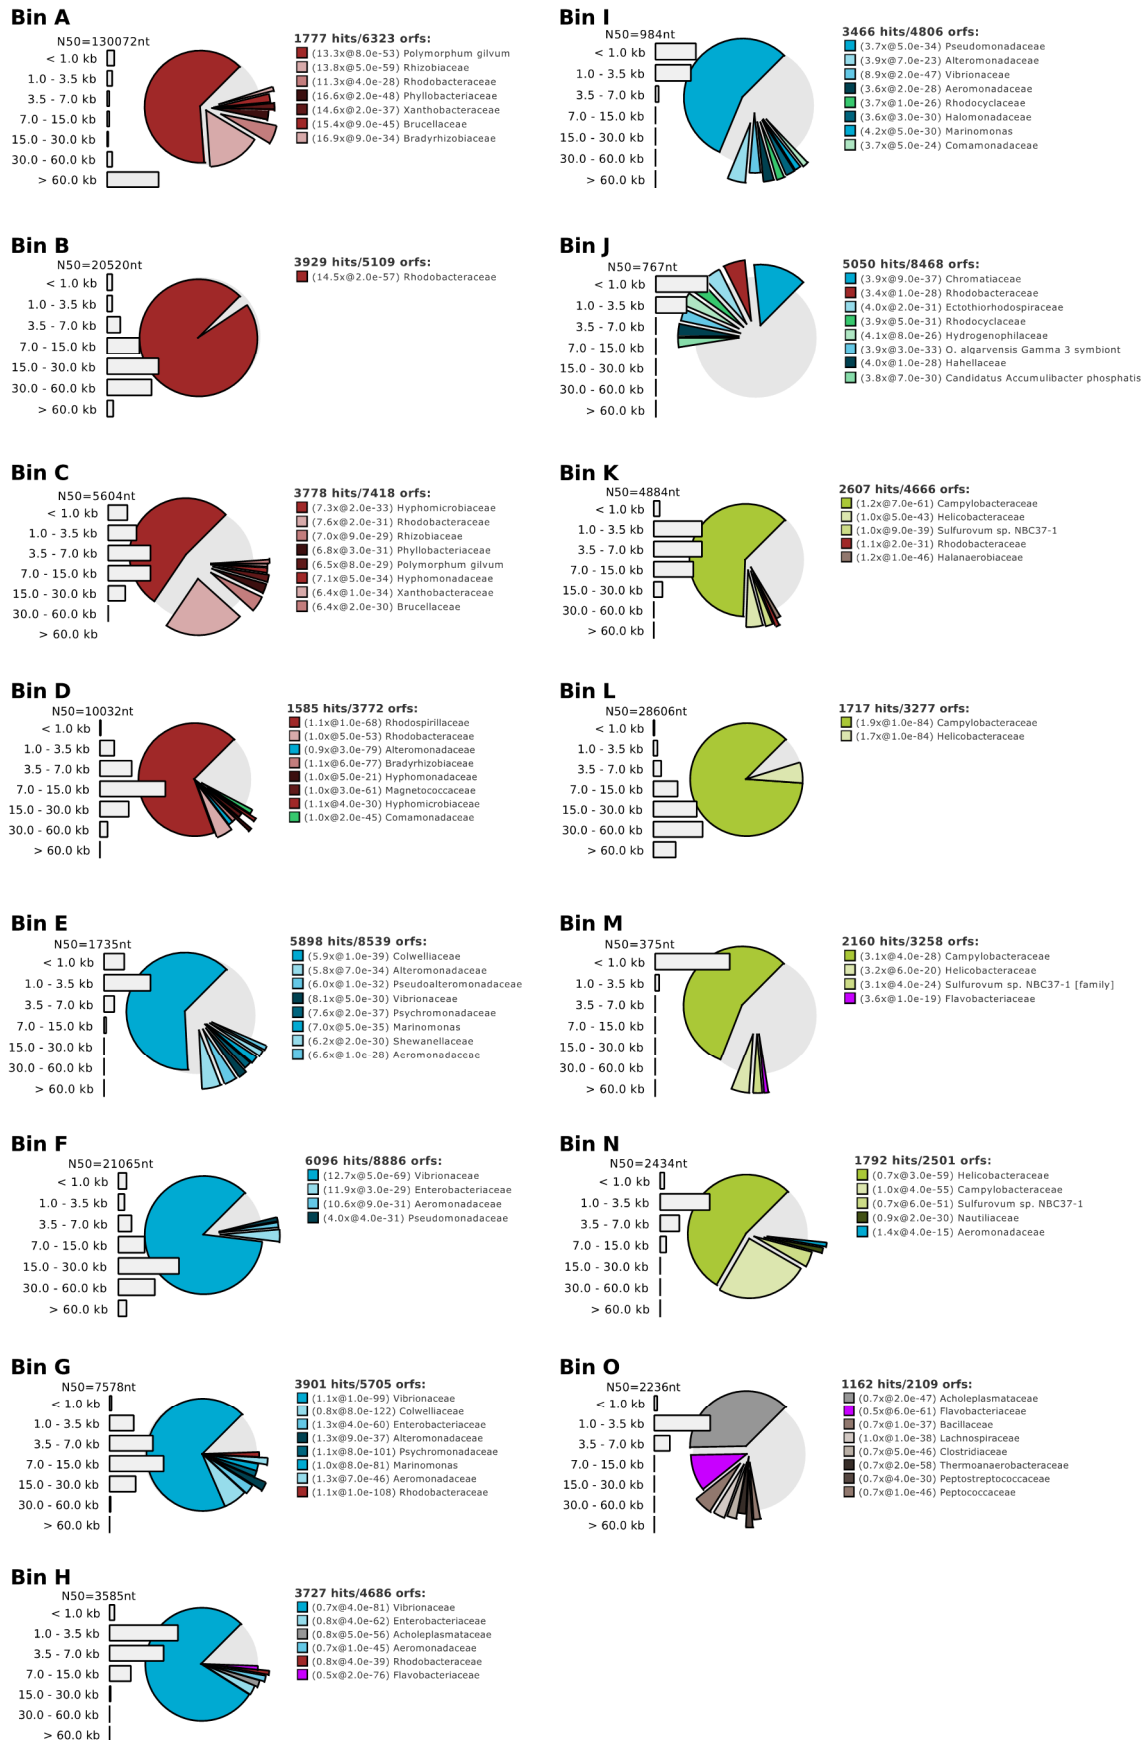 Bin A
N50=130072nt
< 1.0 kb
1.0 - 3.5 kb
3.5 - 7.0 kb
7.0 - 15.0 kb
15.0 - 30.0 kb
30.0 - 60.0 kb
> 60.0 kb
1777 hits/6323 orfs:
(13.3x@8.0e-53) Polymorphum gilvum
(13.8x@5.0e-59) Rhizobiaceae
(11.3x@4.0e-28) Rhodobacteraceae
(16.6x@2.0e-48) Phyllobacteriaceae
(14.6x@2.0e-37) Xanthobacteraceae
(15.4x@9.0e-45) Brucellaceae
(16.9x@9.0e-34) Bradyrhizobiaceae
Bin B
N50=20520nt
< 1.0 kb
1.0 - 3.5 kb
3.5 - 7.0 kb
7.0 - 15.0 kb
15.0 - 30.0 kb
30.0 - 60.0 kb
> 60.0 kb
3929 hits/5109 orfs:
(14.5x@2.0e-57) Rhodobacteraceae
Bin C
N50=5604nt
< 1.0 kb
1.0 - 3.5 kb
3.5 - 7.0 kb
7.0 - 15.0 kb
15.0 - 30.0 kb
30.0 - 60.0 kb
> 60.0 kb
3778 hits/7418 orfs:
(7.3x@2.0e-33) Hyphomicrobiaceae
(7.6x@2.0e-31) Rhodobacteraceae
(7.0x@9.0e-29) Rhizobiaceae
(6.8x@3.0e-31) Phyllobacteriaceae
(6.5x@8.0e-29) Polymorphum gilvum
(7.1x@5.0e-34) Hyphomonadaceae
(6.4x@1.0e-34) Xanthobacteraceae
(6.4x@2.0e-30) Brucellaceae
Bin D
N50=10032nt
< 1.0 kb
1.0 - 3.5 kb
3.5 - 7.0 kb
7.0 - 15.0 kb
15.0 - 30.0 kb
30.0 - 60.0 kb
> 60.0 kb
1585 hits/3772 orfs:
(1.1x@1.0e-68) Rhodospirillaceae
(1.0x@5.0e-53) Rhodobacteraceae
(0.9x@3.0e-79) Alteromonadaceae
(1.1x@6.0e-77) Bradyrhizobiaceae
(1.0x@5.0e-21) Hyphomonadaceae
(1.0x@3.0e-61) Magnetococcaceae
(1.1x@4.0e-30) Hyphomicrobiaceae
(1.0x@2.0e-45) Comamonadaceae
Bin E
N50=1735nt
< 1.0 kb
1.0 - 3.5 kb
3.5 - 7.0 kb
7.0 - 15.0 kb
15.0 - 30.0 kb
30.0 - 60.0 kb
> 60.0 kb
5898 hits/8539 orfs:
(5.9x@1.0e-39) Colwelliaceae
(5.8x@7.0e-34) Alteromonadaceae
(6.0x@1.0e-32) Pseudoalteromonadaceae
(8.1x@5.0e-30) Vibrionaceae
(7.6x@2.0e-37) Psychromonadaceae
(7.0x@5.0e-35) Marinomonas
(6.2x@2.0e-30) Shewanellaceae
(6.6x@1.0e-28) Aeromonadaceae
Bin F
N50=21065nt
< 1.0 kb
1.0 - 3.5 kb
3.5 - 7.0 kb
7.0 - 15.0 kb
15.0 - 30.0 kb
30.0 - 60.0 kb
> 60.0 kb
6096 hits/8886 orfs:
(12.7x@5.0e-69) Vibrionaceae
(11.9x@3.0e-29) Enterobacteriaceae
(10.6x@9.0e-31) Aeromonadaceae
(4.0x@4.0e-31) Pseudomonadaceae
Bin G
N50=7578nt
< 1.0 kb
1.0 - 3.5 kb
3.5 - 7.0 kb
7.0 - 15.0 kb
15.0 - 30.0 kb
30.0 - 60.0 kb
> 60.0 kb
3901 hits/5705 orfs:
(1.1x@1.0e-99) Vibrionaceae
(0.8x@8.0e-122) Colwelliaceae
(1.3x@4.0e-60) Enterobacteriaceae
(1.3x@9.0e-37) Alteromonadaceae
(1.1x@8.0e-101) Psychromonadaceae
(1.0x@8.0e-81) Marinomonas
(1.3x@7.0e-46) Aeromonadaceae
(1.1x@1.0e-108) Rhodobacteraceae
Bin H
N50=3585nt
< 1.0 kb
1.0 - 3.5 kb
3.5 - 7.0 kb
7.0 - 15.0 kb
15.0 - 30.0 kb
30.0 - 60.0 kb
> 60.0 kb
3727 hits/4686 orfs:
(0.7x@4.0e-81) Vibrionaceae
(0.8x@4.0e-62) Enterobacteriaceae
(0.8x@5.0e-56) Acholeplasmataceae
(0.7x@1.0e-45) Aeromonadaceae
(0.8x@4.0e-39) Rhodobacteraceae
(0.5x@2.0e-76) Flavobacteriaceae
Bin I
N50=984nt
< 1.0 kb
1.0 - 3.5 kb
3.5 - 7.0 kb
7.0 - 15.0 kb
15.0 - 30.0 kb
30.0 - 60.0 kb
> 60.0 kb
3466 hits/4806 orfs:
(3.7x@5.0e-34) Pseudomonadaceae
(3.9x@7.0e-23) Alteromonadaceae
(8.9x@2.0e-47) Vibrionaceae
(3.6x@2.0e-28) Aeromonadaceae
(3.7x@1.0e-26) Rhodocyclaceae
(3.6x@3.0e-30) Halomonadaceae
(4.2x@5.0e-30) Marinomonas
(3.7x@5.0e-24) Comamonadaceae
Bin J
N50=767nt
< 1.0 kb
1.0 - 3.5 kb
3.5 - 7.0 kb
7.0 - 15.0 kb
15.0 - 30.0 kb
30.0 - 60.0 kb
> 60.0 kb
5050 hits/8468 orfs:
(3.9x@9.0e-37) Chromatiaceae
(3.4x@1.0e-28) Rhodobacteraceae
(4.0x@2.0e-31) Ectothiorhodospiraceae
(3.9x@5.0e-31) Rhodocyclaceae
(4.1x@8.0e-26) Hydrogenophilaceae
(3.9x@3.0e-33) O. algarvensis Gamma 3 symbiont
(4.0x@1.0e-28) Hahellaceae
(3.8x@7.0e-30) Candidatus Accumulibacter phosphatis
Bin K
N50=4884nt
< 1.0 kb
1.0 - 3.5 kb
3.5 - 7.0 kb
7.0 - 15.0 kb
15.0 - 30.0 kb
30.0 - 60.0 kb
> 60.0 kb
2607 hits/4666 orfs:
(1.2x@7.0e-61) Campylobacteraceae
(1.0x@5.0e-43) Helicobacteraceae
(1.0x@9.0e-39) Sulfurovum sp. NBC37-1
(1.1x@2.0e-31) Rhodobacteraceae
(1.2x@1.0e-46) Halanaerobiaceae
Bin L
N50=28606nt
< 1.0 kb
1.0 - 3.5 kb
3.5 - 7.0 kb
7.0 - 15.0 kb
15.0 - 30.0 kb
30.0 - 60.0 kb
> 60.0 kb
1717 hits/3277 orfs:
(1.9x@1.0e-84) Campylobacteraceae
(1.7x@1.0e-84) Helicobacteraceae
Bin M
N50=375nt
< 1.0 kb
1.0 - 3.5 kb
3.5 - 7.0 kb
7.0 - 15.0 kb
15.0 - 30.0 kb
30.0 - 60.0 kb
> 60.0 kb
2160 hits/3258 orfs:
(3.1x@4.0e-28) Campylobacteraceae
(3.2x@6.0e-20) Helicobacteraceae
(3.1x@4.0e-24) Sulfurovum sp. NBC37-1 [family]
(3.6x@1.0e-19) Flavobacteriaceae
Bin N
N50=2434nt
< 1.0 kb
1.0 - 3.5 kb
3.5 - 7.0 kb
7.0 - 15.0 kb
15.0 - 30.0 kb
30.0 - 60.0 kb
> 60.0 kb
1792 hits/2501 orfs:
(0.7x@3.0e-59) Helicobacteraceae
(1.0x@4.0e-55) Campylobacteraceae
(0.7x@6.0e-51) Sulfurovum sp. NBC37-1
(0.9x@2.0e-30) Nautiliaceae
(1.4x@4.0e-15) Aeromonadaceae
Bin O
N50=2236nt
< 1.0 kb
1.0 - 3.5 kb
3.5 - 7.0 kb
7.0 - 15.0 kb
15.0 - 30.0 kb
30.0 - 60.0 kb
> 60.0 kb
1162 hits/2109 orfs:
(0.7x@2.0e-47) Acholeplasmataceae
(0.5x@6.0e-61) Flavobacteriaceae
(0.7x@1.0e-37) Bacillaceae
(1.0x@1.0e-38) Lachnospiraceae
(0.7x@5.0e-46) Clostridiaceae
(0.7x@2.0e-58) Thermoanaerobacteraceae
(0.7x@4.0e-30) Peptostreptococcaceae
(0.7x@1.0e-46) Peptococcaceae